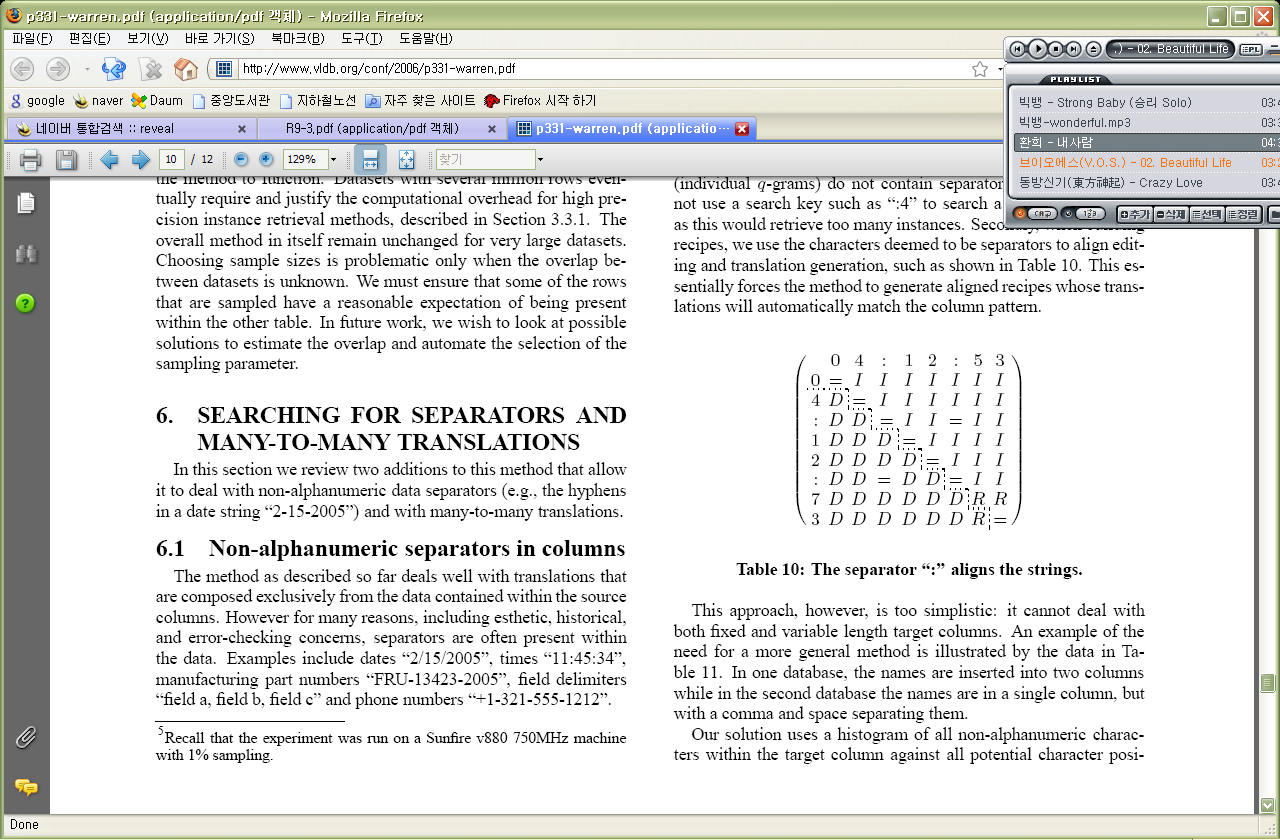 p331-warren.pdf (application/pdf 객체) - Mozilla Firefox
파일(F) 편집(E) 보기(V) 바로 가기(S) 북마크(B) 도구(T) 도움말(H)
http://www.vldb.org/conf/2006/p331-warren.pdf
google naver Daum 중앙도서관 지하철노선 자주 찾은 사이트 Firefox 시작 하기
네이버 통합검색 :: reveal
R9-3.pdf (application/pdf 객체)
p331-warren.pdf (applicatio…
10 / 12 129% 찾기
.) - 02. Beautiful Life EPL
PLAYLIST
빅뱅 - Strong Baby (승리 Solo) 03:
빅뱅-wonderful.mp3 03:
환희 - 내사람 04:
브이오에스(V.O.S.) - 02. Beautiful Life 03:
동방신기(東方神起) - Crazy Love 03:
추가 삭제 선택 정렬
the method to function. Datasets with several million rows even-
tually require and justify the computational overhead for high pre-
cision instance retrieval methods, described in Section 3.3.1. The
overall method in itself remain unchanged for very large datasets.
Choosing sample sizes is problematic only when the overlap be-
tween datasets is unknown. We must ensure that some of the rows
that are sampled have a reasonable expectation of being present
within the other table. In future work, we wish to look at possible
solutions to estimate the overlap and automate the selection of the
sampling parameter.
6. SEARCHING FOR SEPARATORS AND
MANY-TO-MANY TRANSLATIONS
In this section we review two additions to this method that allow
it to deal with non-alphanumeric data separators (e.g., the hyphens
in a date string “2-15-2005”) and with many-to-many translations.
6.1 Non-alphanumeric separators in columns
The method as described so far deals well with translations that
are composed exclusively from the data contained within the source
columns. However for many reasons, including esthetic, historical,
and error-checking concerns, separators are often present within
the data. Examples include dates “2/15/2005”, times “11:45:34”,
manufacturing part numbers “FRU-13423-2005”, field delimiters
“field a, field b, field c” and phone numbers “+1-321-555-1212”.
5Recall that the experiment was run on a Sunfire v880 750MHz machine
with 1% sampling.
(individual q-grams) do not contain separator
not use a search key such as “:4” to search a
as this would retrieve too many instances.
recipes, we use the characters deemed to be separators to align edit-
ing and translation generation, such as shown in Table 10. This es-
sentially forces the method to generate aligned recipes whose trans-
lations will automatically match the column pattern.
0 4 : 1 2 : 5 3
0 = I I I I I I I
4 D = I I I I I I
: D D = I I = I I
1 D D D = I I I I
2 D D D D = I I I
: D D = D D = I I
7 D D D D D D R R
3 D D D D D D R =
Table 10: The separator “:” aligns the strings.
This approach, however, is too simplistic: it cannot deal with
both fixed and variable length target columns. An example of the
need for a more general method is illustrated by the data in Ta-
ble 11. In one database, the names are inserted into two columns
while in the second database the names are in a single column, but
with a comma and space separating them.
Our solution uses a histogram of all non-alphanumeric charac-
ters within the target column against all potential character posi-
Done